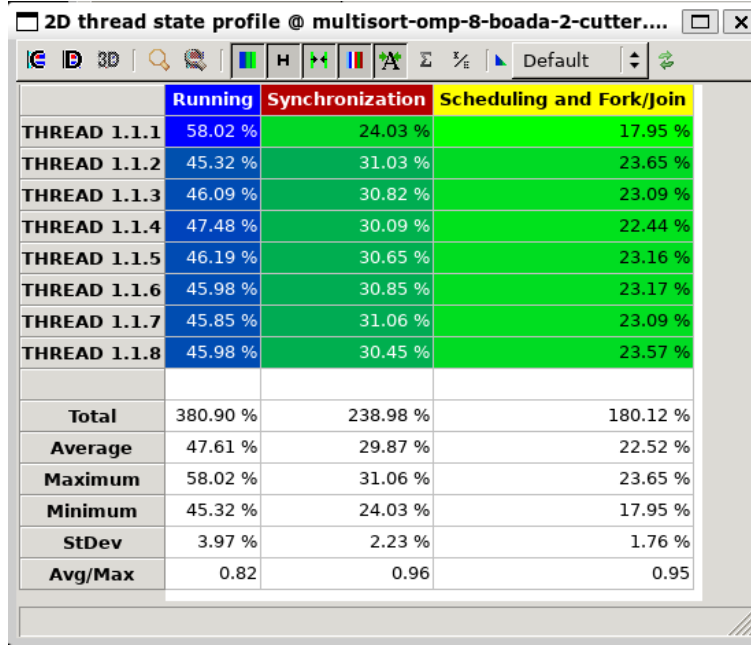 2D thread state profile @ multisort-omp-8-boada-2-cutter....
3D H Σ Default
Running Synchronization Scheduling and Fork/Join
THREAD 1.1.1 58.02 % 24.03 % 17.95 %
THREAD 1.1.2 45.32 % 31.03 % 23.65 %
THREAD 1.1.3 46.09 % 30.82 % 23.09 %
THREAD 1.1.4 47.48 % 30.09 % 22.44 %
THREAD 1.1.5 46.19 % 30.65 % 23.16 %
THREAD 1.1.6 45.98 % 30.85 % 23.17 %
THREAD 1.1.7 45.85 % 31.06 % 23.09 %
THREAD 1.1.8 45.98 % 30.45 % 23.57 %
Total 380.90 % 238.98 % 180.12 %
Average 47.61 % 29.87 % 22.52 %
Maximum 58.02 % 31.06 % 23.65 %
Minimum 45.32 % 24.03 % 17.95 %
StDev 3.97 % 2.23 % 1.76 %
Avg/Max 0.82 0.96 0.95